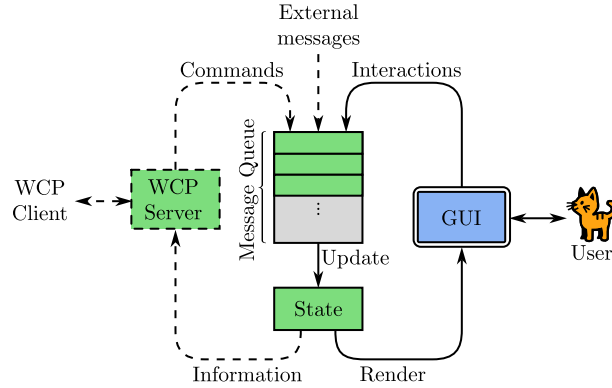 External
messages
Commands
Interactions
Message Queue
WCP
Client
WCP
Server
GUI
User
Update
State
Information
Render